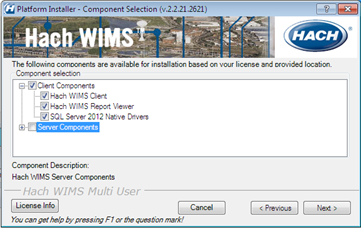 Platform Installer - Component Selection (v.2.2.21.2621)
Hach WIMS™
HACH
The following components are available for installation based on your license and provided location.
Component selection
Client Components
Hach WIMS Client
Hach WIMS Report Viewer
SQL Server 2012 Native Drivers
Server Components
Component Description:
Hach WIMS Server Components
Hach WIMS Multi User
License Info
Cancel
< Previous
Next >
You can get help by pressing F1 or the question mark!